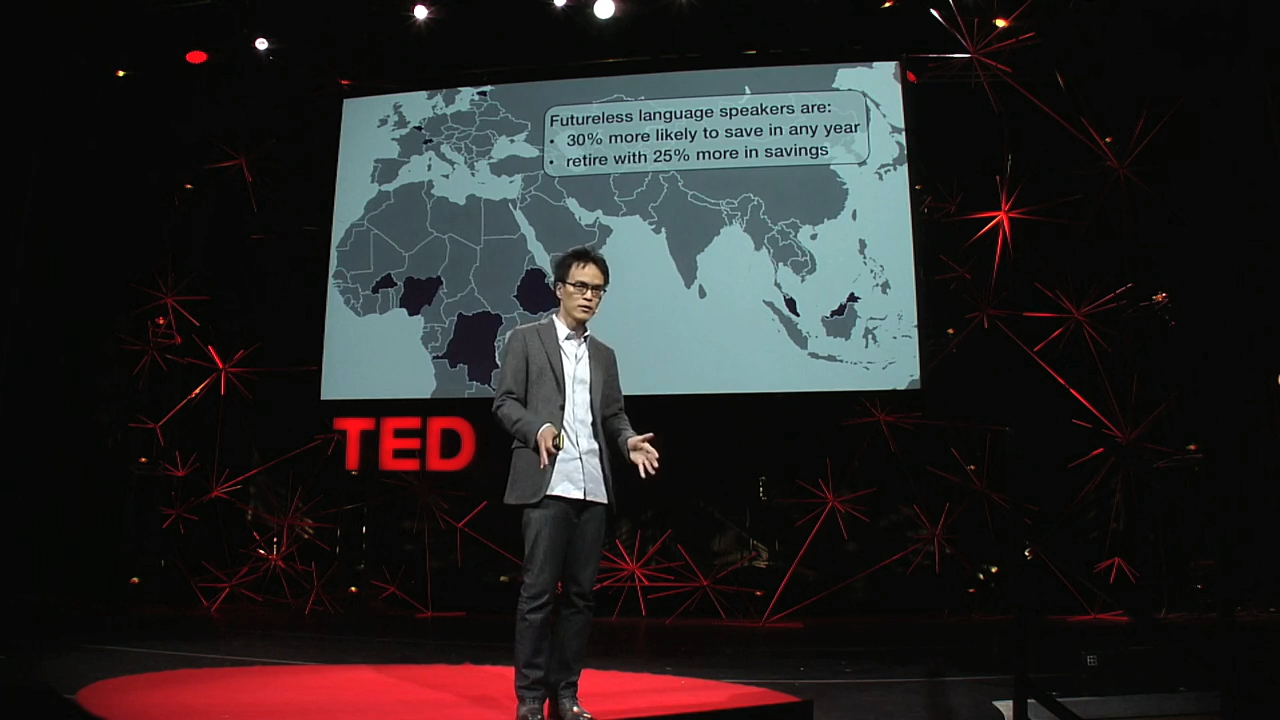 Futureless language speakers are:
• 30% more likely to save in any year
• retire with 25% more in savings
TED